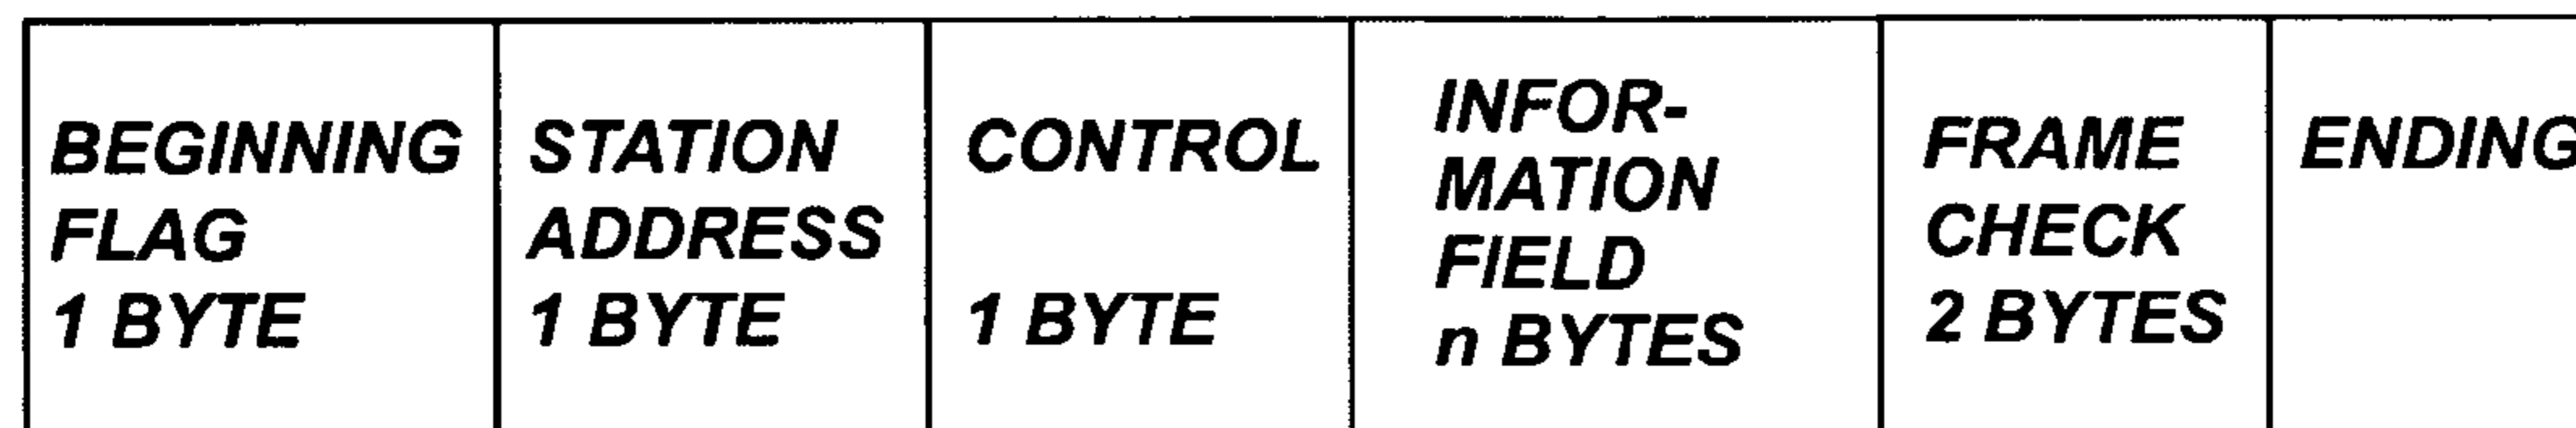 BEGINNING
FLAG
1 BYTE
STATION
ADDRESS
1 BYTE
CONTROL
1 BYTE
INFOR-
MATION
FIELD
n BYTES
FRAME
CHECK
2 BYTES
ENDING